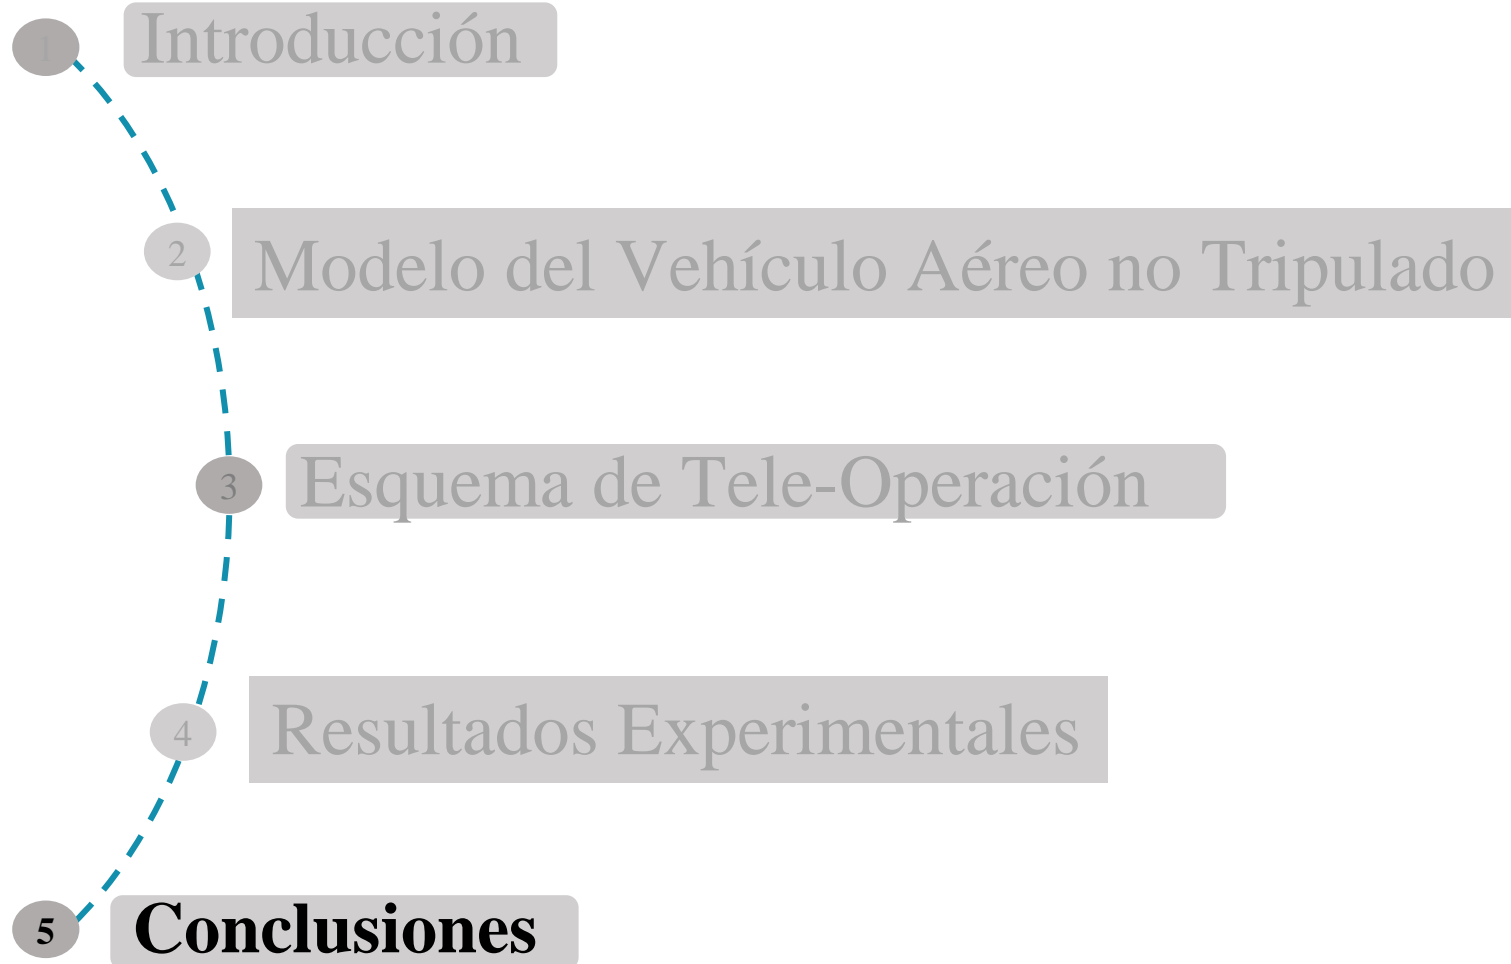 1 Introducción
2 Modelo del Vehículo Aéreo no Tripulado
3 Esquema de Tele-Operación
4 Resultados Experimentales
5 Conclusiones